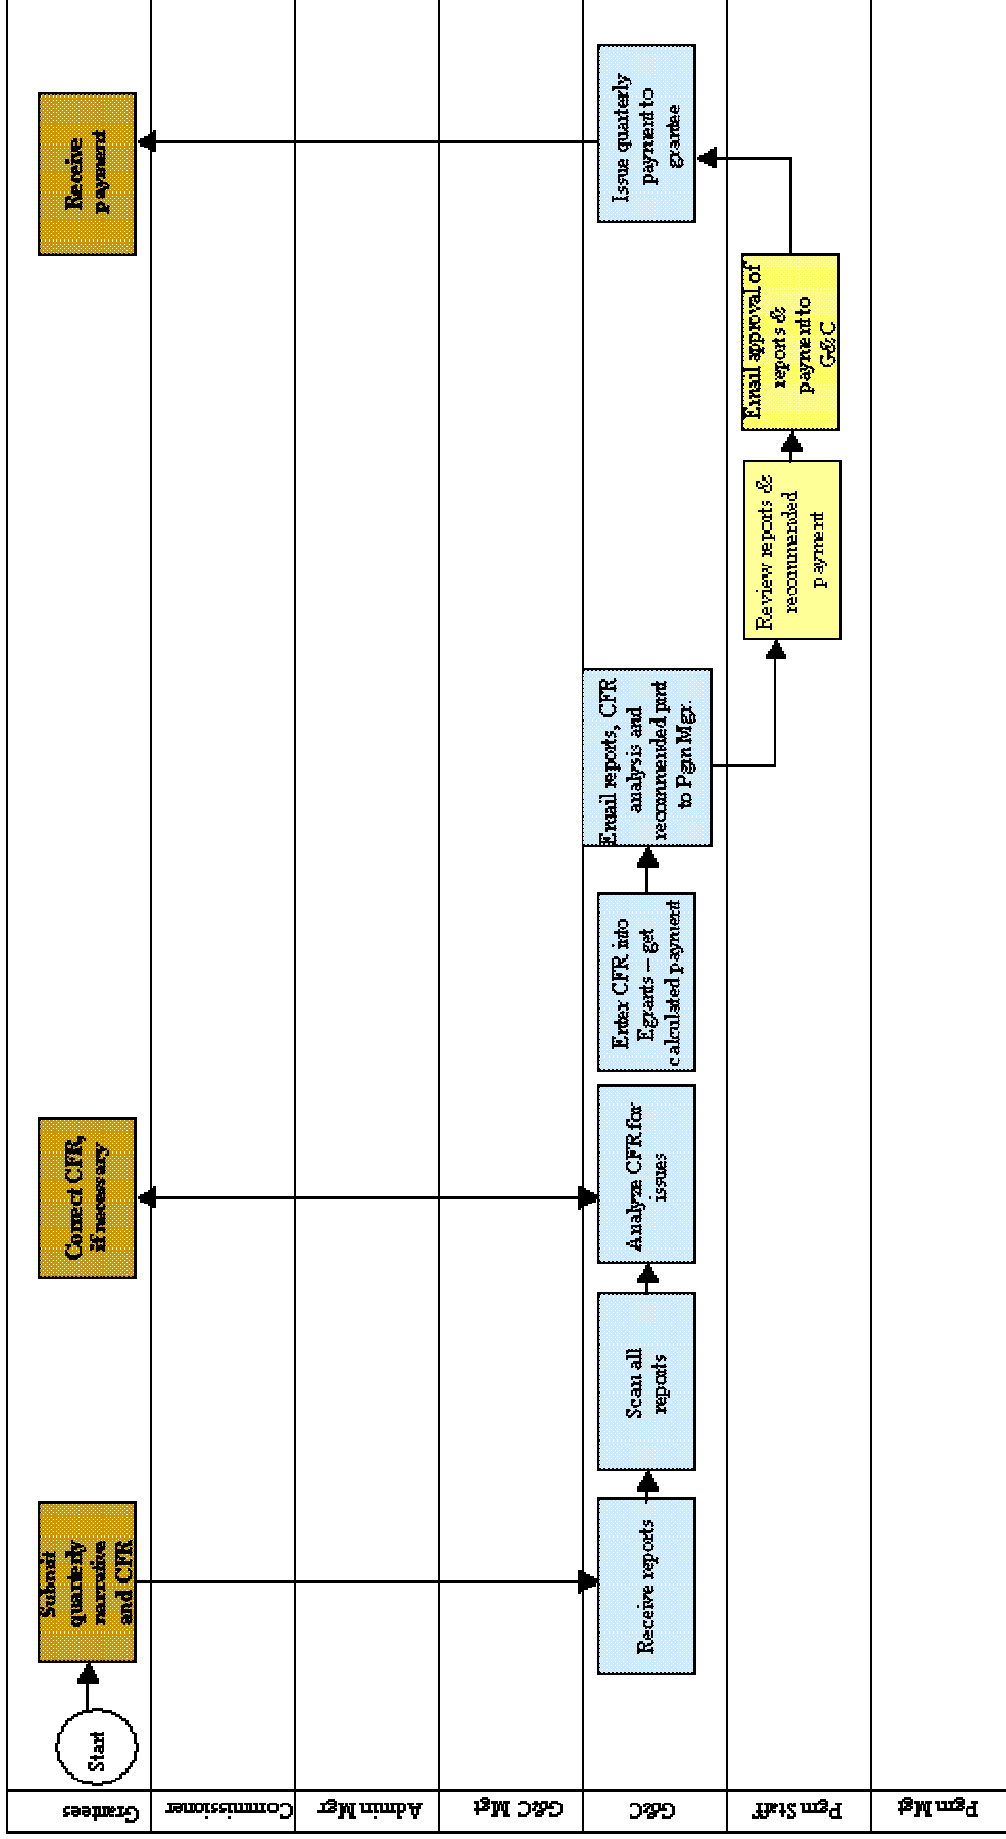 Grantees
Commissioner
Admin Mgr
G&C Mgt
G&C
Pgm Staff
Pgm Mgt
Start
Submit
quarterly
narrative
and CFR
Correct CFR,
if necessary
Receive
payment
Receive reports
Scan all
reports
Analyze CFR for
issues
Enter CFR into
Egrants – get
calculated payment
Email reports, CFR
analysis and
recommended pmt
to Pgm Mgr.
Issue quarterly
payment to
grantee
Review reports &
recommended
payment
Email approval of
reports &
payment to
G&C